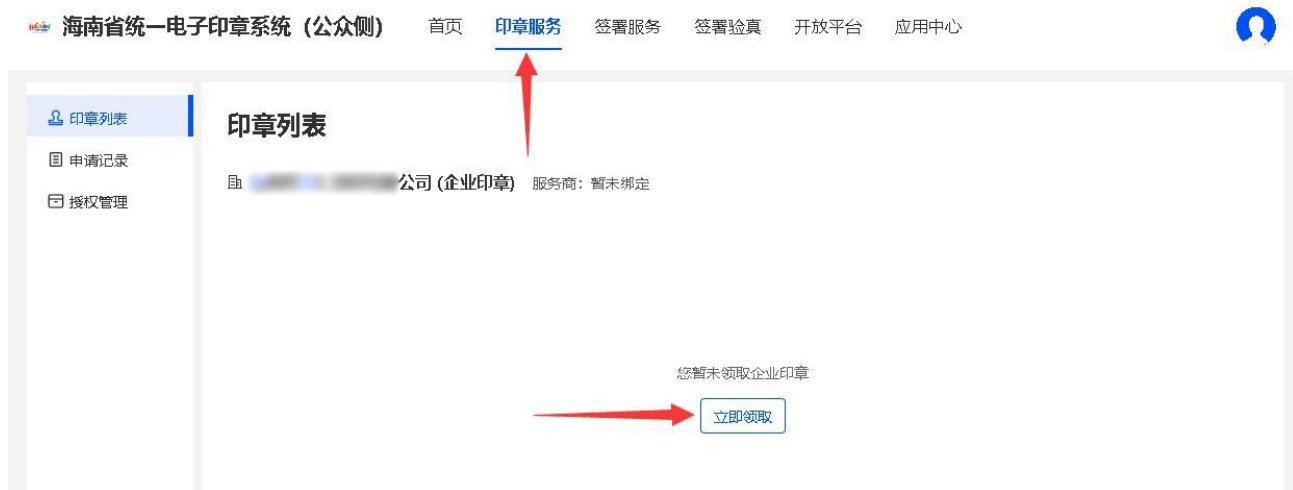 海南省统一电子印章系统（公众侧） 首页 印章服务 签署服务 签署验真 开放平台 应用中心
印章列表
申请记录
授权管理
印章列表
公司 (企业印章) 服务商：暂未绑定
您暂未领取企业印章
立即领取